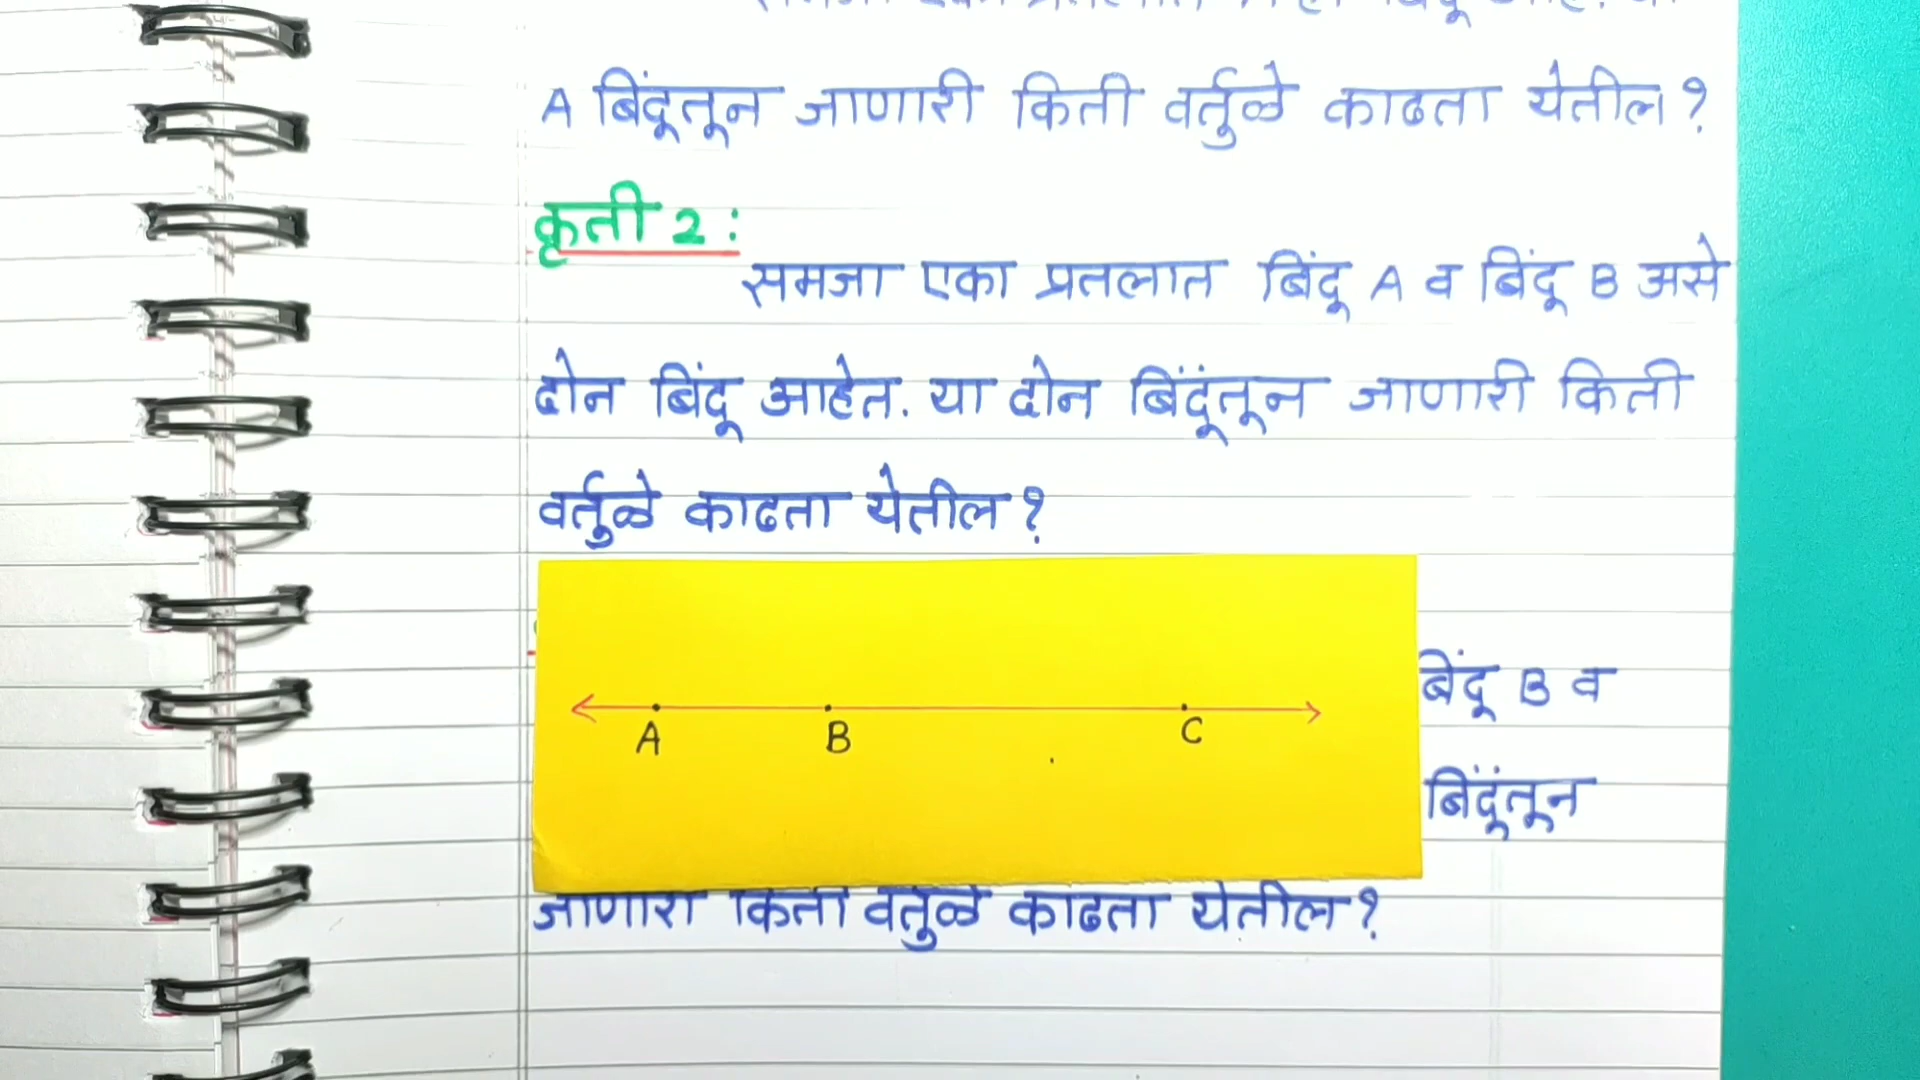 A बिंदूतून जाणारी किती वर्तुळे काढता येतील ?
कृती 2 :
समजा एका प्रतलात बिंदू A व बिंदू B असे
दोन बिंदू आहेत. या दोन बिंदूंतून जाणारी किती
वर्तुळे काढता येतील ?
बिंदू B व
A B C
बिंदूंतून
जाणारी किती वर्तुळे काढता येतील ?